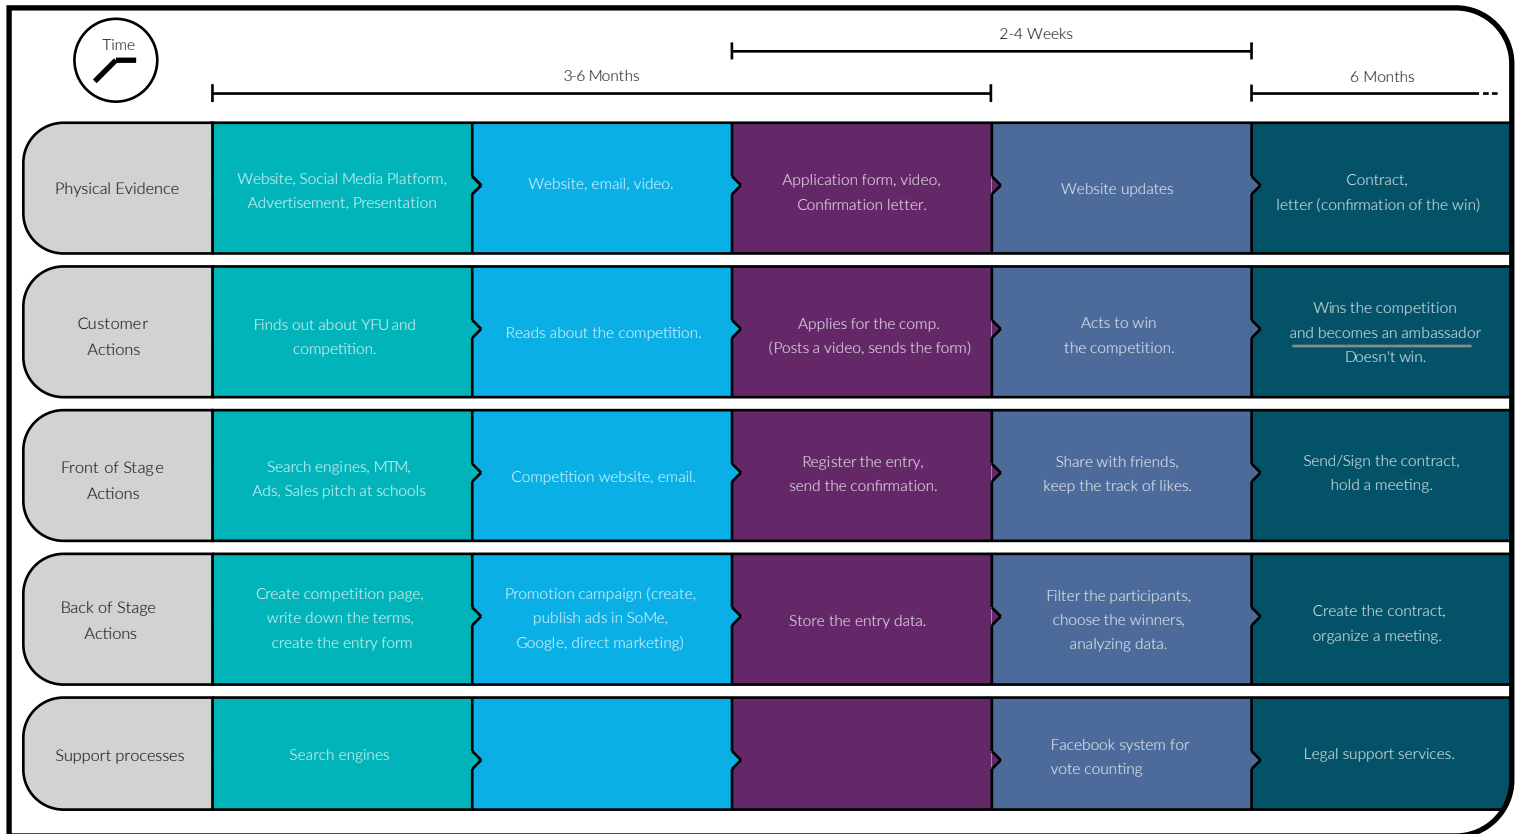 Time
2-4 Weeks
3-6 Months
6 Months
Physical Evidence
Website, Social Media Platform,
Advertisement, Presentation
Website, email, video.
Application form, video,
Confirmation letter.
Website updates
Contract,
letter (confirmation of the win)
Customer
Actions
Finds out about YFU and
competition.
Reads about the competition.
Applies for the comp.
(Posts a video, sends the form)
Acts to win
the competition.
Wins the competition
and becomes an ambassador
Doesn't win.
Front of Stage
Actions
Search engines, MTM,
Ads, Sales pitch at schools
Competition website, email.
Register the entry,
send the confirmation.
Share with friends,
keep the track of likes.
Send/Sign the contract,
hold a meeting.
Back of Stage
Actions
Create competition page,
write down the terms,
create the entry form
Promotion campaign (create,
publish ads in SoMe,
Google, direct marketing)
Store the entry data.
Filter the participants,
choose the winners,
analyzing data.
Create the contract,
organize a meeting.
Support processes
Search engines
Facebook system for
vote counting
Legal support services.